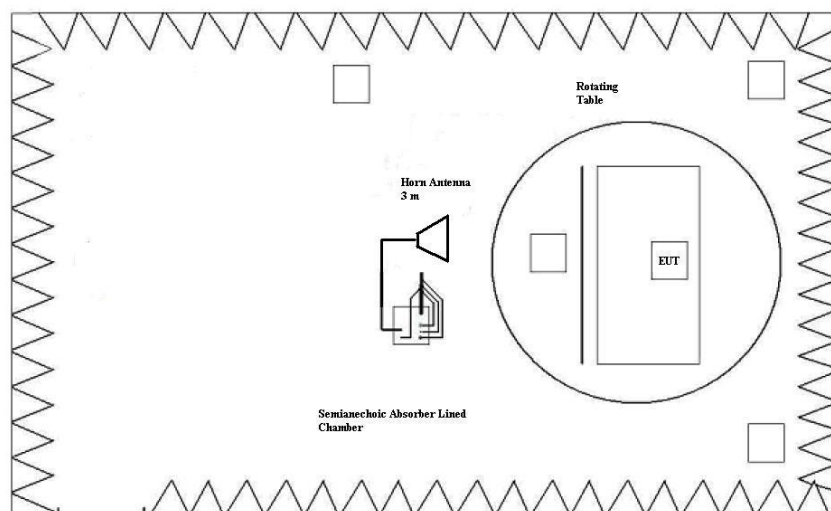 Rotating
Table
Horn Antenna
3 m
EUT
Semianechoic Absorber Lined
Chamber